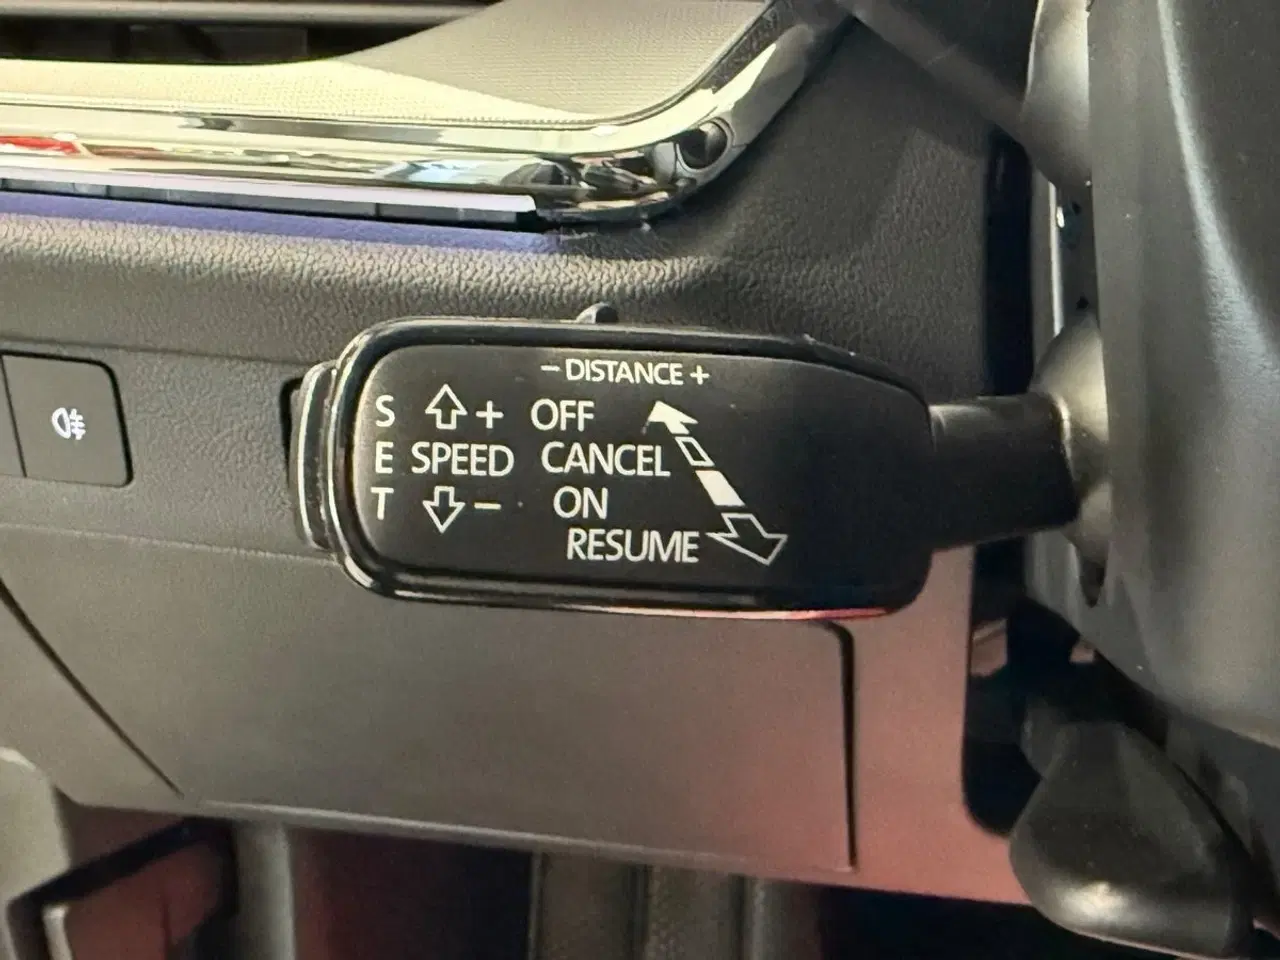 − DISTANCE +
S + OFF
E SPEED CANCEL
T − ON
RESUME